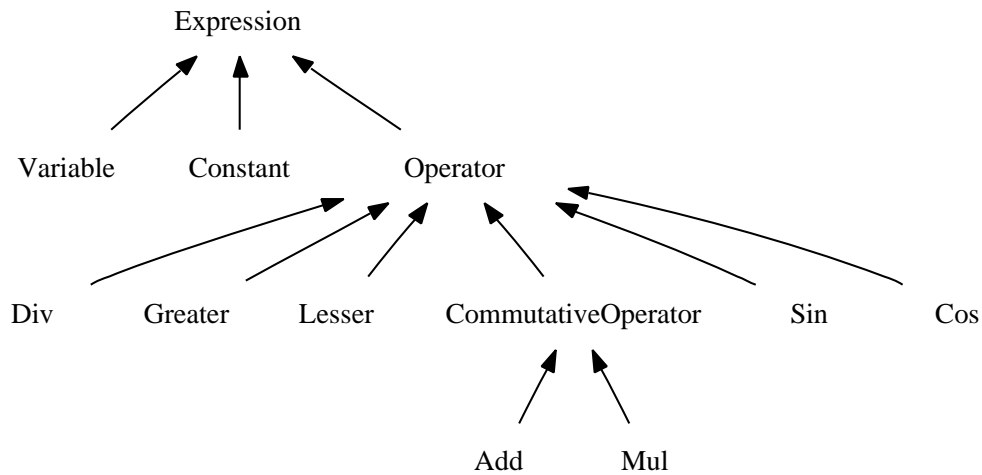 Expression
Variable Constant Operator
Div Greater Lesser CommutativeOperator Sin Cos
Add Mul